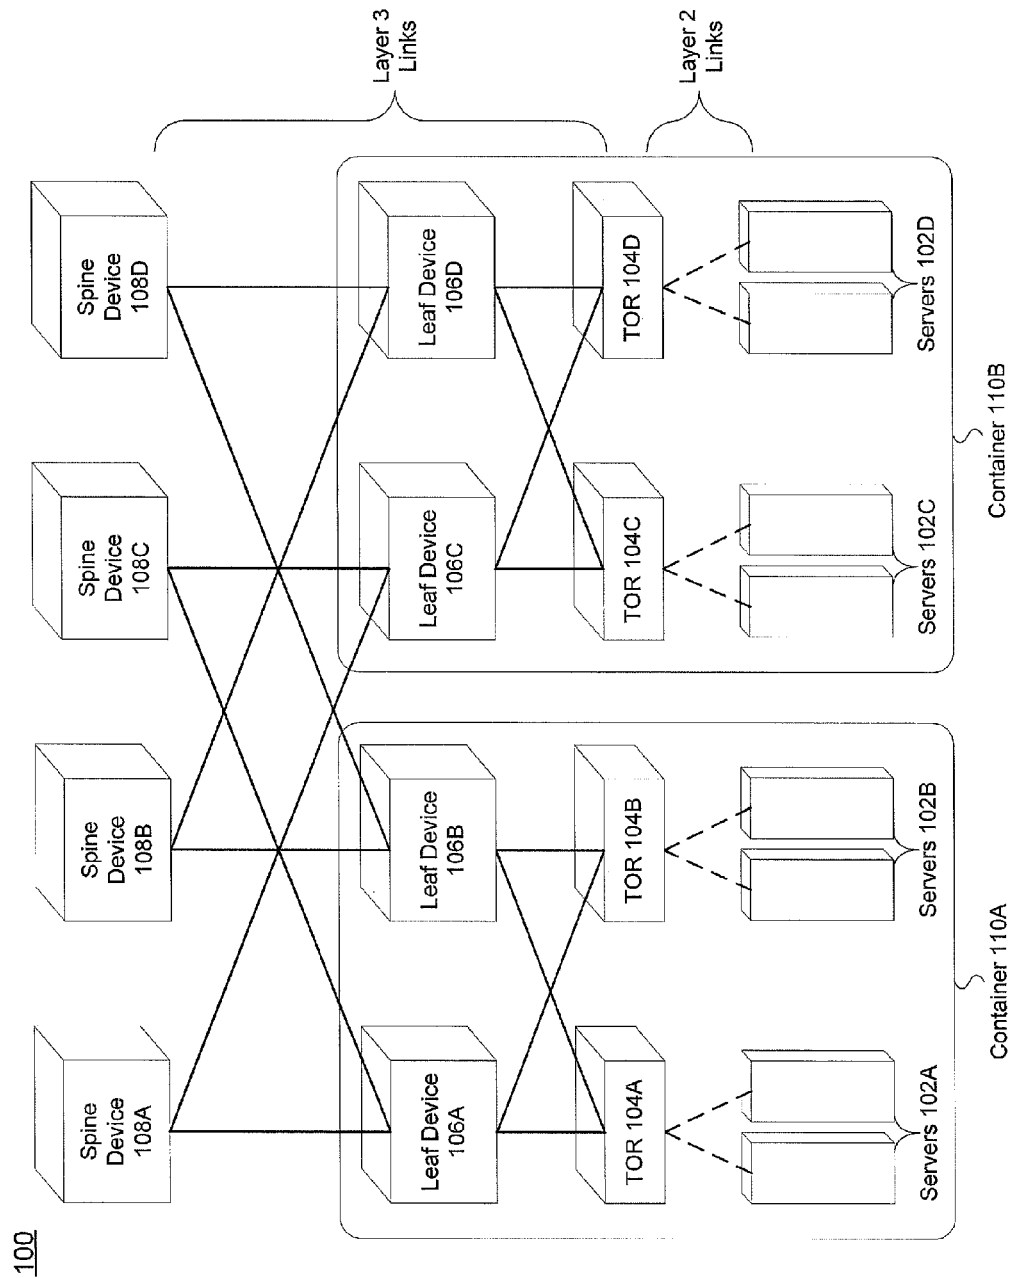 100
Spine
Device
108A
Spine
Device
108B
Spine
Device
108C
Spine
Device
108D
Layer 3
Links
Leaf Device
106A
Leaf Device
106B
Leaf Device
106C
Leaf Device
106D
TOR 104A
TOR 104B
TOR 104C
TOR 104D
Layer 2
Links
Servers 102A
Servers 102B
Servers 102C
Servers 102D
Container 110A
Container 110B